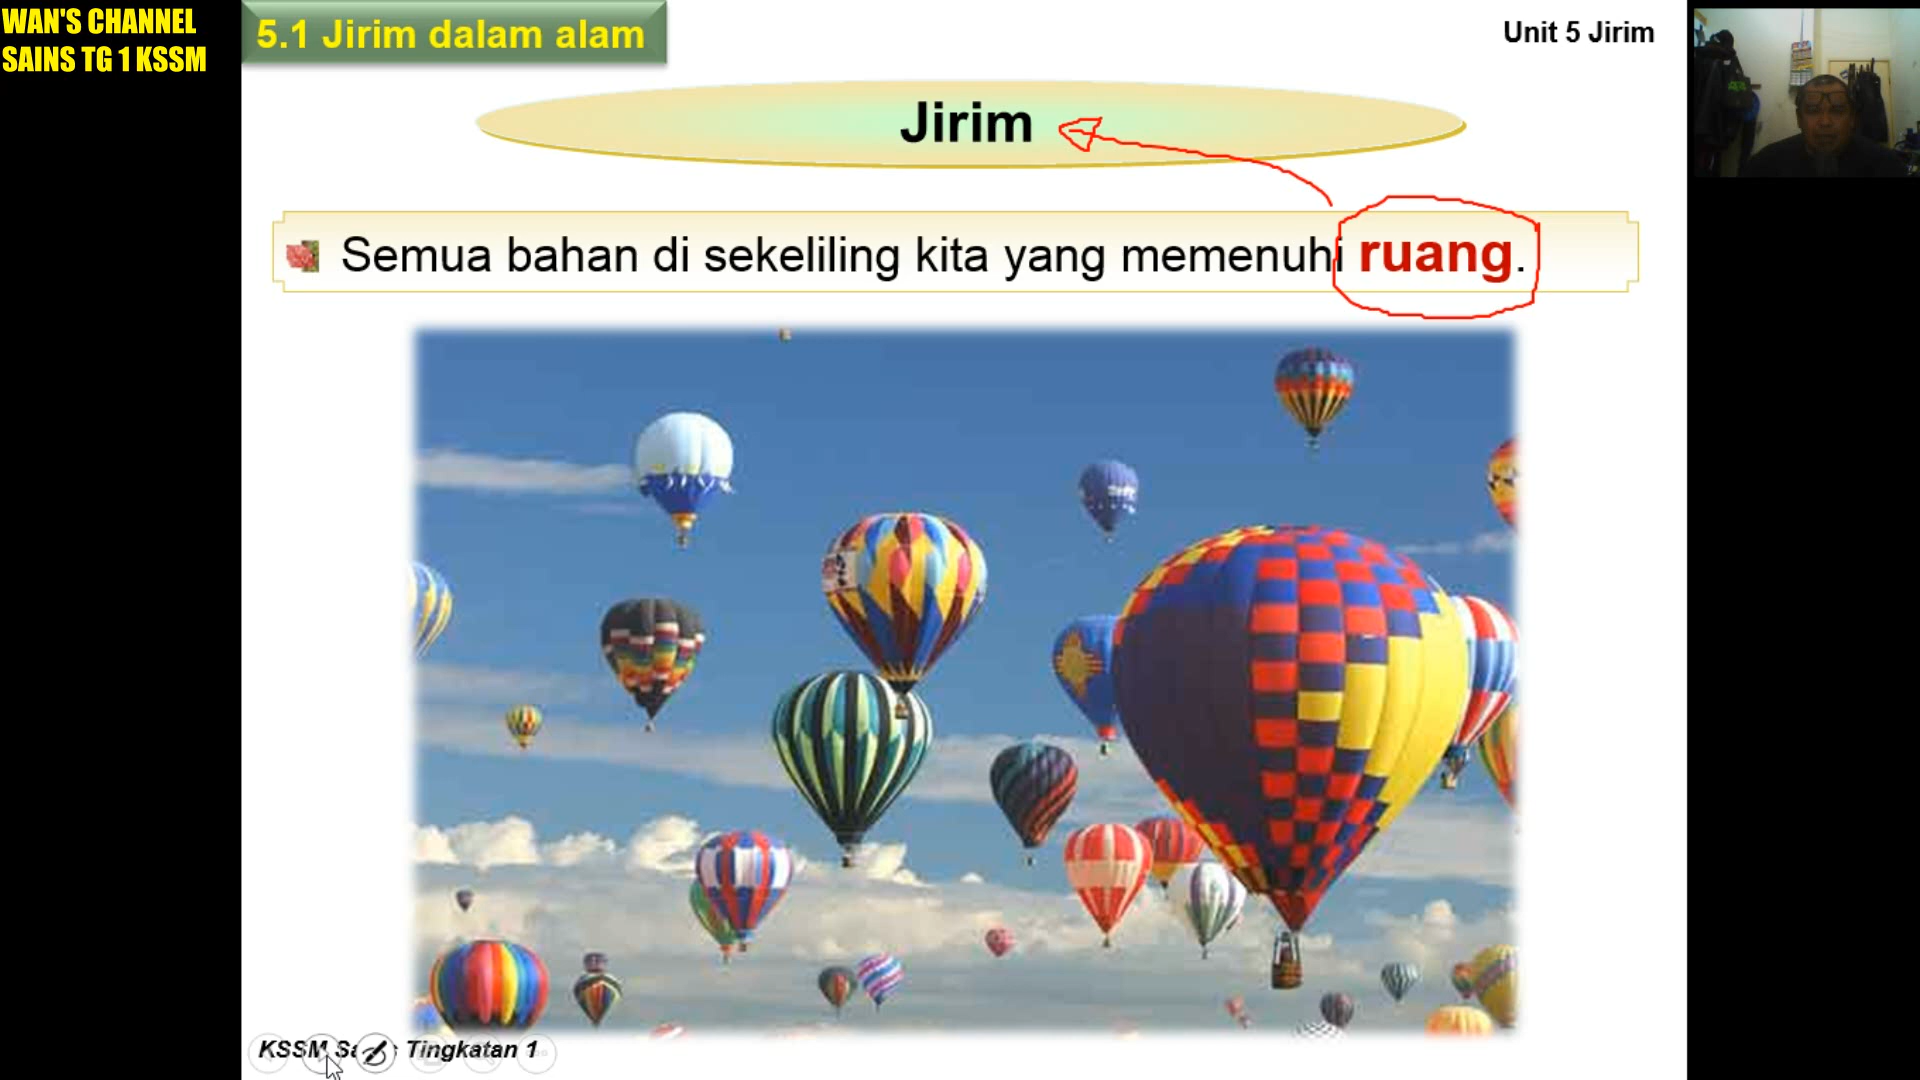 WAN'S CHANNEL
SAINS TG 1 KSSM
5.1 Jirim dalam alam
Unit 5 Jirim
Jirim
Semua bahan di sekeliling kita yang memenuhi ruang.
KSSM Tingkatan 1